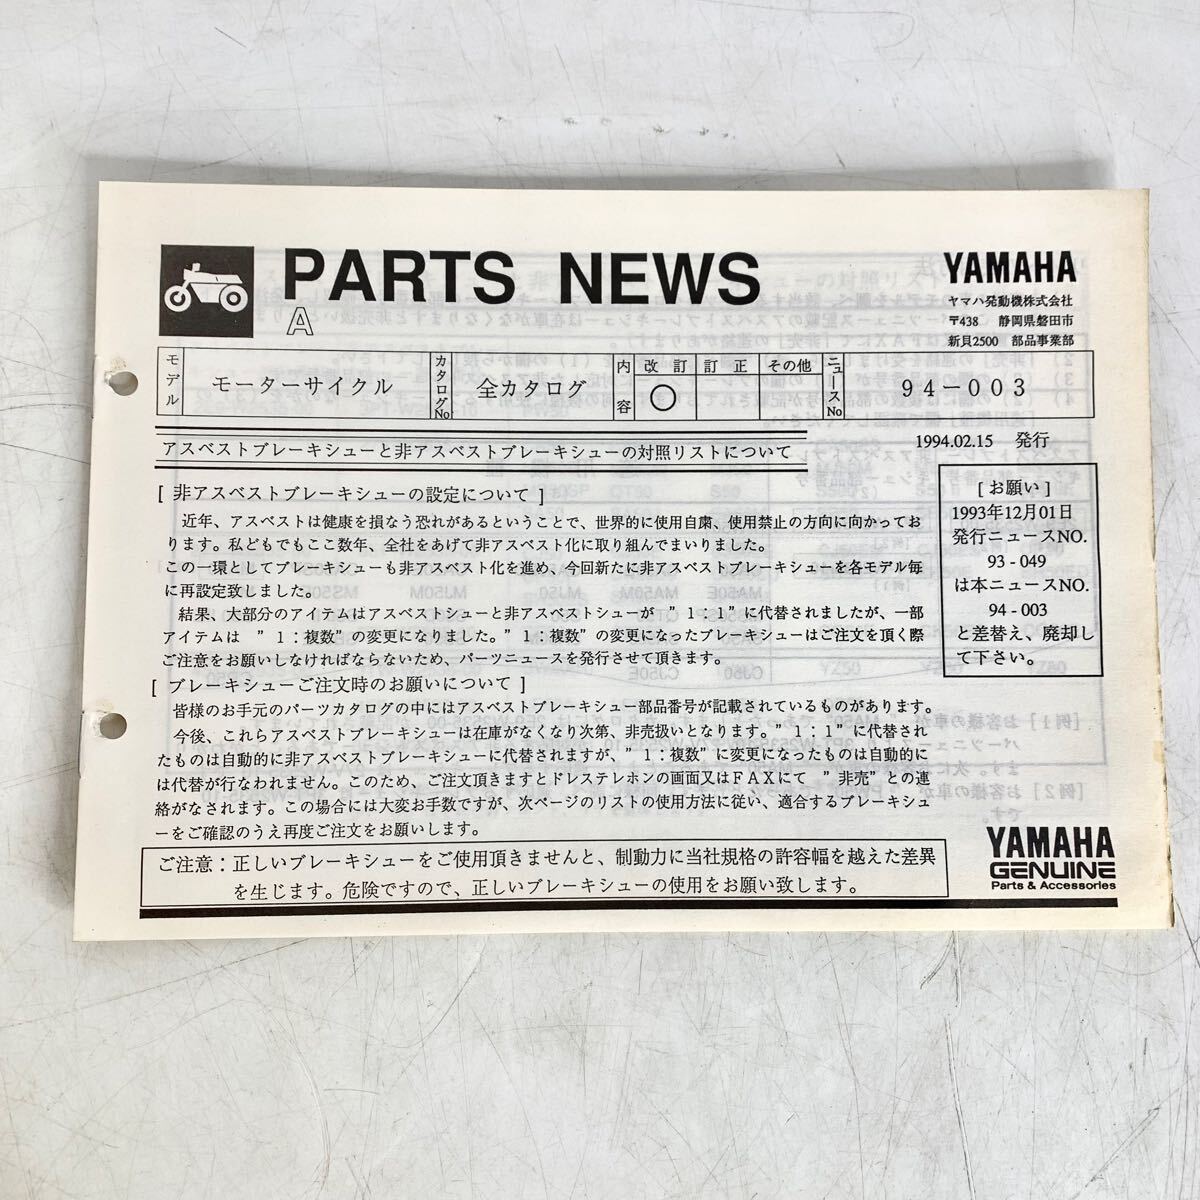 PARTS NEWS
A
YAMAHA
ヤマハ発動機株式会社
〒438 静岡県磐田市
新貝2500 部品事業部
モデル モーターサイクル カタログNo 全カタログ 内容 改訂 訂正 その他 ニュースNo 94-003
○
アスベストブレーキシューと非アスベストブレーキシューの対照リストについて
1994.02.15 発行
[ 非アスベストブレーキシューの設定について ]
近年、アスベストは健康を損なう恐れがあるということで、世界的に使用自粛、使用禁止の方向に向かってお
ります。私どもでもここ数年、全社をあげて非アスベスト化に取り組んでまいりました。
この一環としてブレーキシューも非アスベスト化を進め、今回新たに非アスベストブレーキシューを各モデル毎
に再設定致しました。
結果、大部分のアイテムはアスベストシューと非アスベストシューが ”1：1”に代替されましたが、一部
アイテムは ”1：複数”の変更になりました。”1：複数”の変更になったブレーキシューはご注文を頂く際
ご注意をお願いしなければならないため、パーツニュースを発行させて頂きます。
[ ブレーキシューご注文時のお願いについて ]
皆様のお手元のパーツカタログの中にはアスベストブレーキシュー部品番号が記載されているものがあります。
今後、これらアスベストブレーキシューは在庫がなくなり次第、非売扱いとなります。”1：1”に代替され
たものは自動的に非アスベストブレーキシューに代替されますが、”1：複数”に変更になったものは自動的に
は代替が行なわれません。このため、ご注文頂きますとドレステレホンの画面又はFAXにて ”非売”との連
絡がなされます。この場合には大変お手数ですが、次ページのリストの使用方法に従い、適合するブレーキシュ
ーをご確認のうえ再度ご注文をお願いします。
[ お願い ]
1993年12月01日
発行ニュースNO.
93-049
は本ニュースNO.
94-003
と差替え、廃却し
て下さい。
ご注意：正しいブレーキシューをご使用頂きませんと、制動力に当社規格の許容幅を越えた差異
を生じます。危険ですので、正しいブレーキシューの使用をお願い致します。
YAMAHA
GENUINE
Parts & Accessories